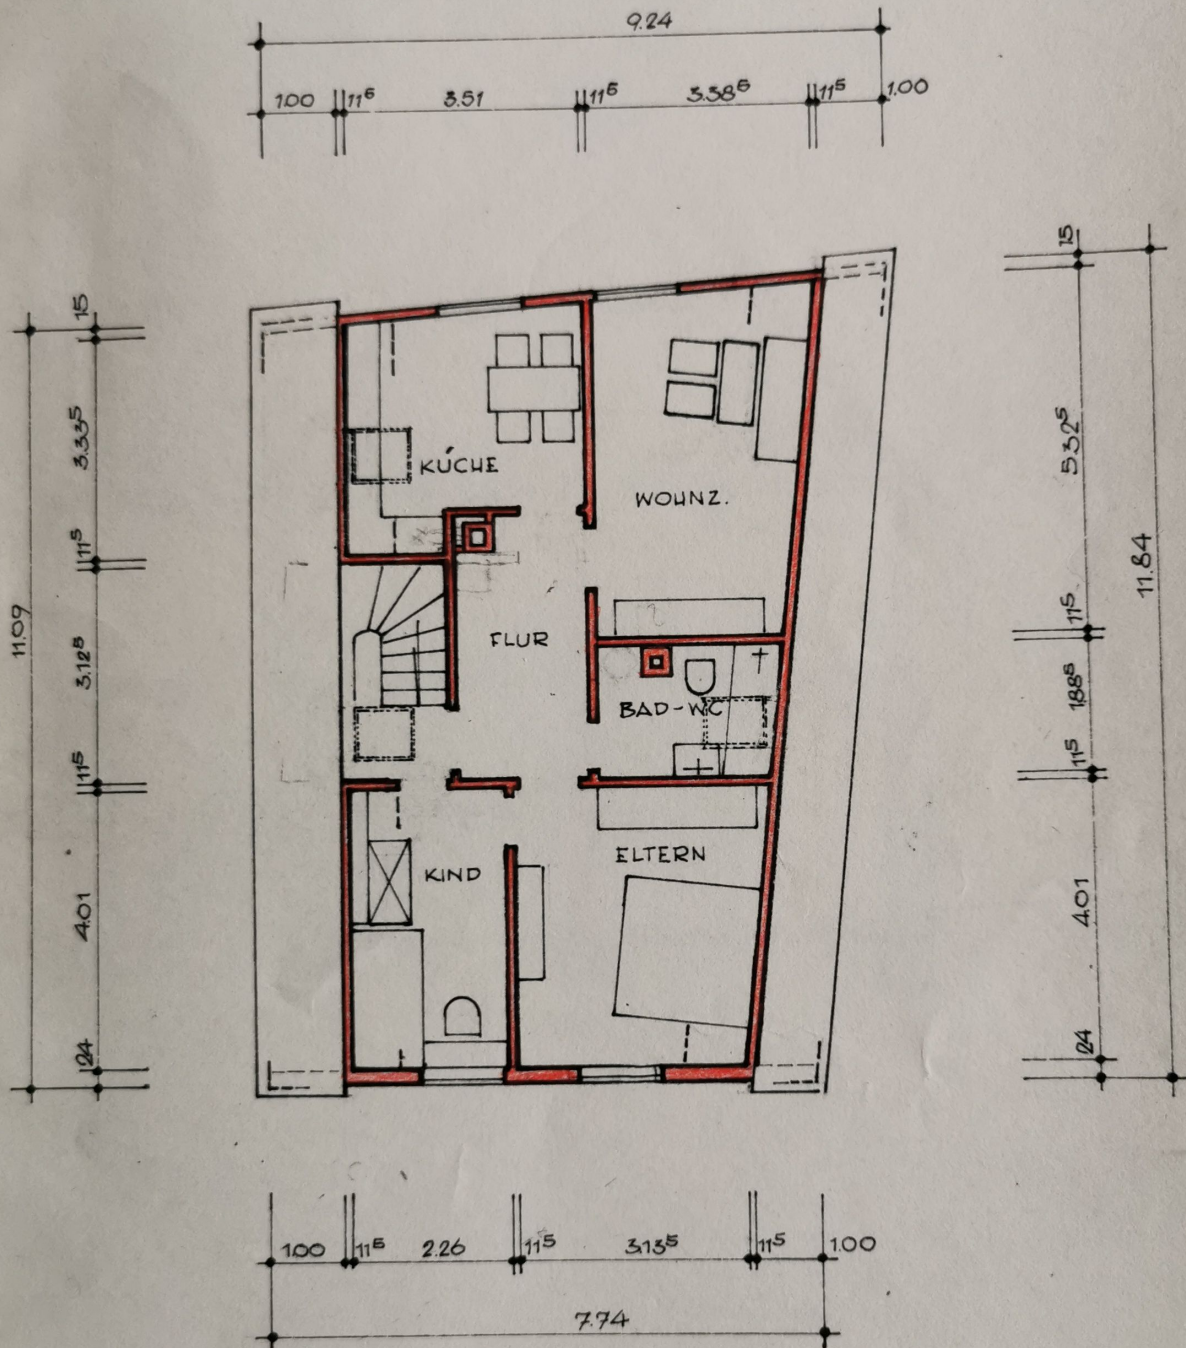 9.24
1.00 11⁵ 3.51 11⁵ 3.38⁵ 11⁵ 1.00
15
3.33⁵
11⁵
3.12⁵
11⁵
4.01
24
11.09
KÜCHE
WOHNZ.
FLUR
BAD-WC
ELTERN
KIND
15
5.32⁵
11⁵
1.88⁵
11⁵
4.01
24
11.84
1.00 11⁵ 2.26 11⁵ 3.13⁵ 11⁵ 1.00
7.74